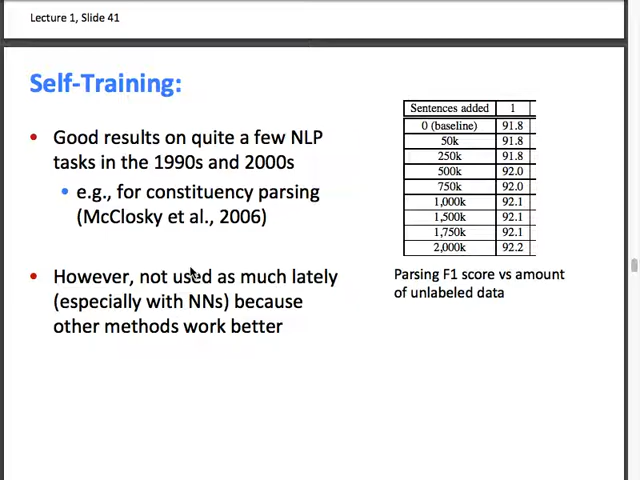 Lecture 1, Slide 41
Self-Training:
• Good results on quite a few NLP
tasks in the 1990s and 2000s
• e.g., for constituency parsing
(McClosky et al., 2006)
• However, not used as much lately
(especially with NNs) because
other methods work better
Sentences added 1
0 (baseline) 91.8
50k 91.8
250k 91.8
500k 92.0
750k 92.0
1,000k 92.1
1,500k 92.1
1,750k 92.1
2,000k 92.2
Parsing F1 score vs amount
of unlabeled data